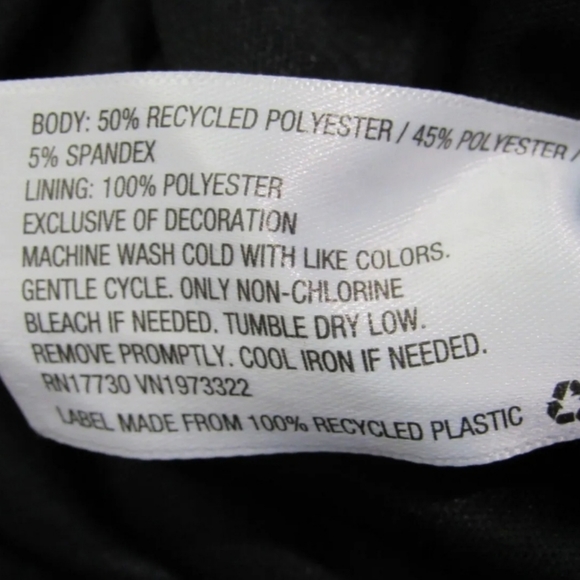 BODY: 50% RECYCLED POLYESTER / 45% POLYESTER /
5% SPANDEX
LINING: 100% POLYESTER
EXCLUSIVE OF DECORATION
MACHINE WASH COLD WITH LIKE COLORS.
GENTLE CYCLE. ONLY NON-CHLORINE
BLEACH IF NEEDED. TUMBLE DRY LOW.
REMOVE PROMPTLY. COOL IRON IF NEEDED.
RN17730 VN1973322
LABEL MADE FROM 100% RECYCLED PLASTIC